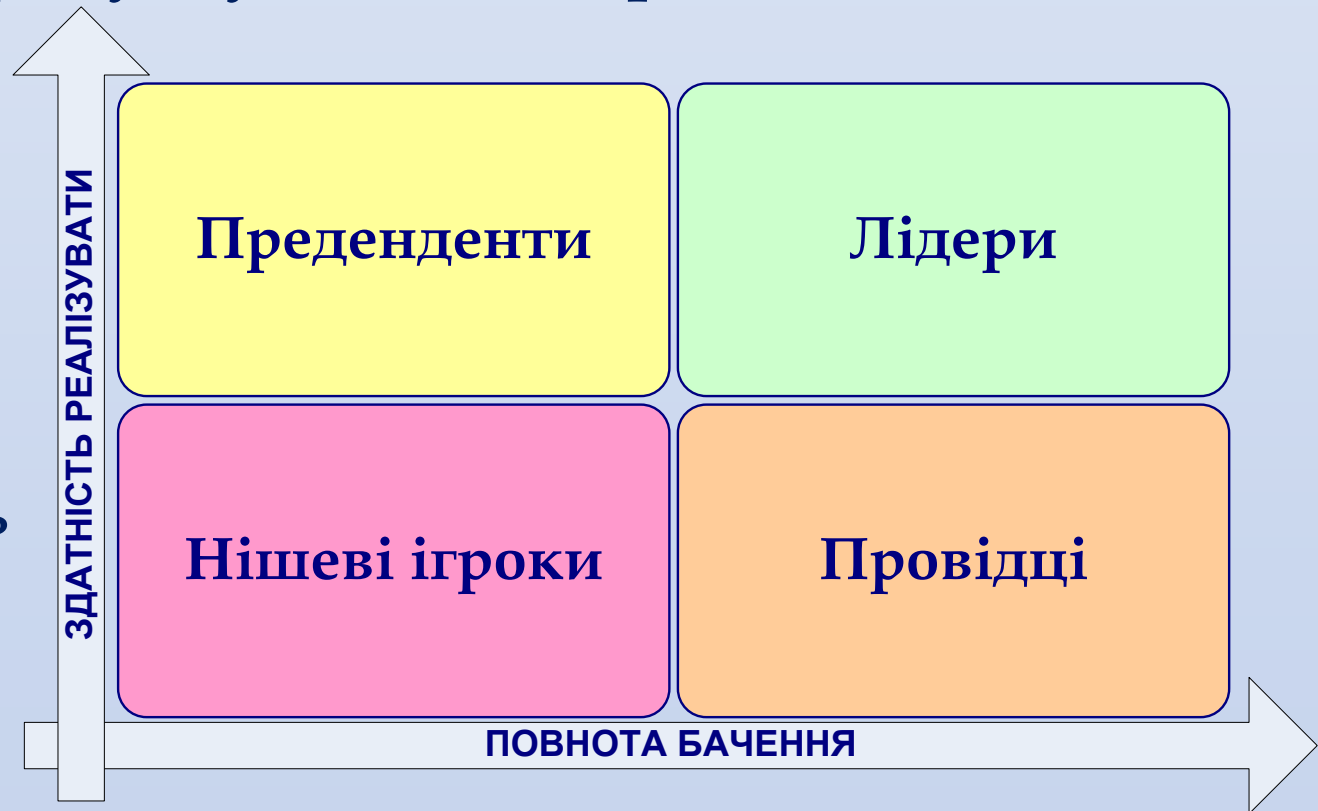 Преденденти
Лідери
ЗДАТНІСТЬ РЕАЛІЗУВАТИ
Нішеві ігроки
Провідці
ПОВНОТА БАЧЕННЯ